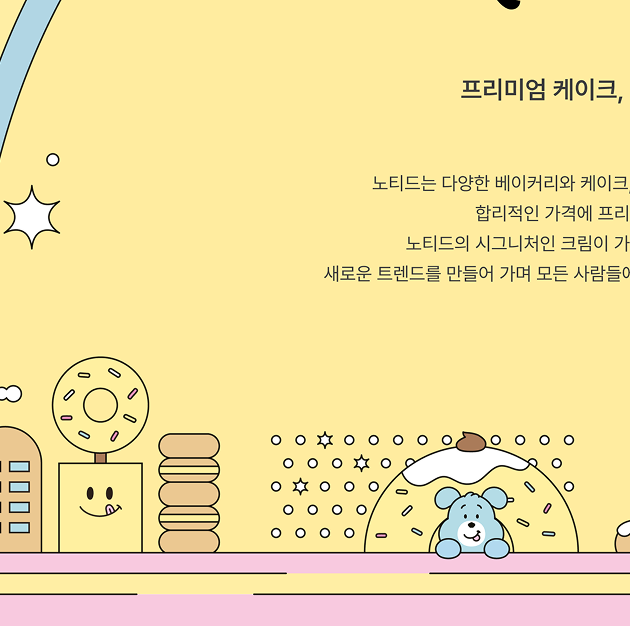 프리미엄 케이크,
노티드는 다양한 베이커리와 케이크,
합리적인 가격에 프리
노티드의 시그니처인 크림이 가
새로운 트렌드를 만들어 가며 모든 사람들에